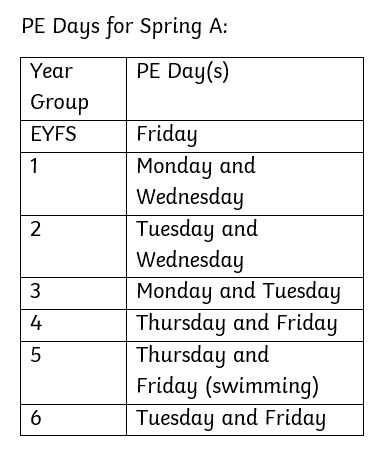 PE Days for Spring A:
Year PE Day(s)
Group
EYFS Friday
1 Monday and
Wednesday
2 Tuesday and
Wednesday
3 Monday and Tuesday
4 Thursday and Friday
5 Thursday and
Friday (swimming)
6 Tuesday and Friday